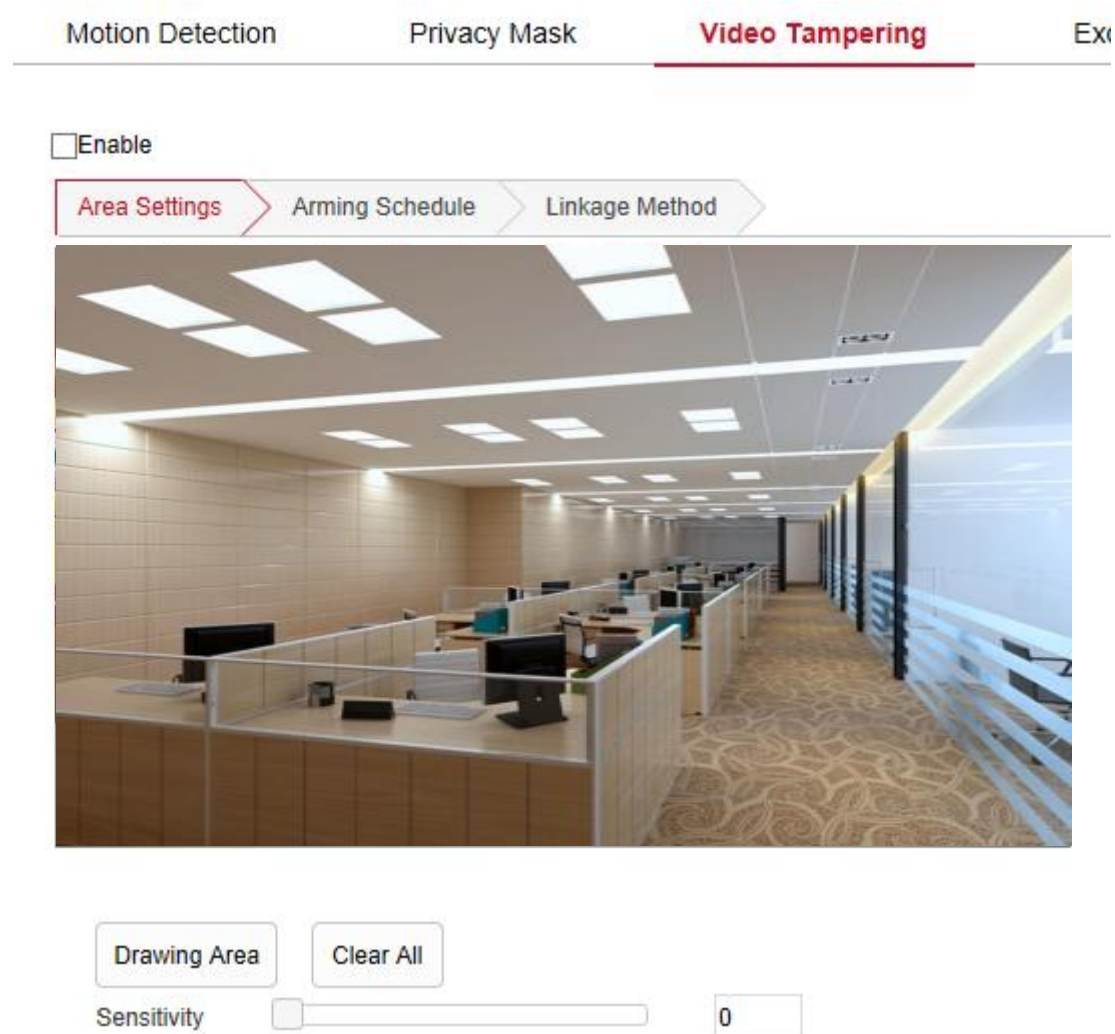 Motion Detection Privacy Mask Video Tampering Exc
Enable
Area Settings Arming Schedule Linkage Method
Drawing Area Clear All
Sensitivity 0